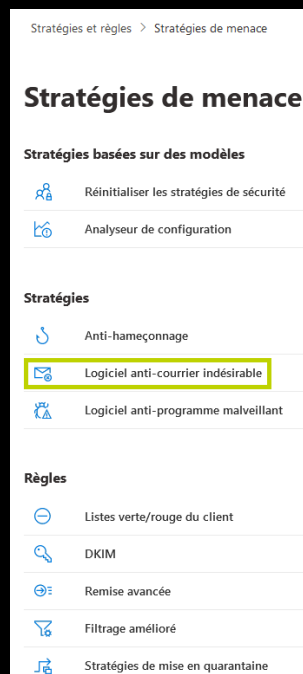 Stratégies et règles > Stratégies de menace
Stratégies de menace
Stratégies basées sur des modèles
Réinitialiser les stratégies de sécurité
Analyseur de configuration
Stratégies
Anti-hameçonnage
Logiciel anti-courrier indésirable
Logiciel anti-programme malveillant
Règles
Listes verte/rouge du client
DKIM
Remise avancée
Filtrage amélioré
Stratégies de mise en quarantaine